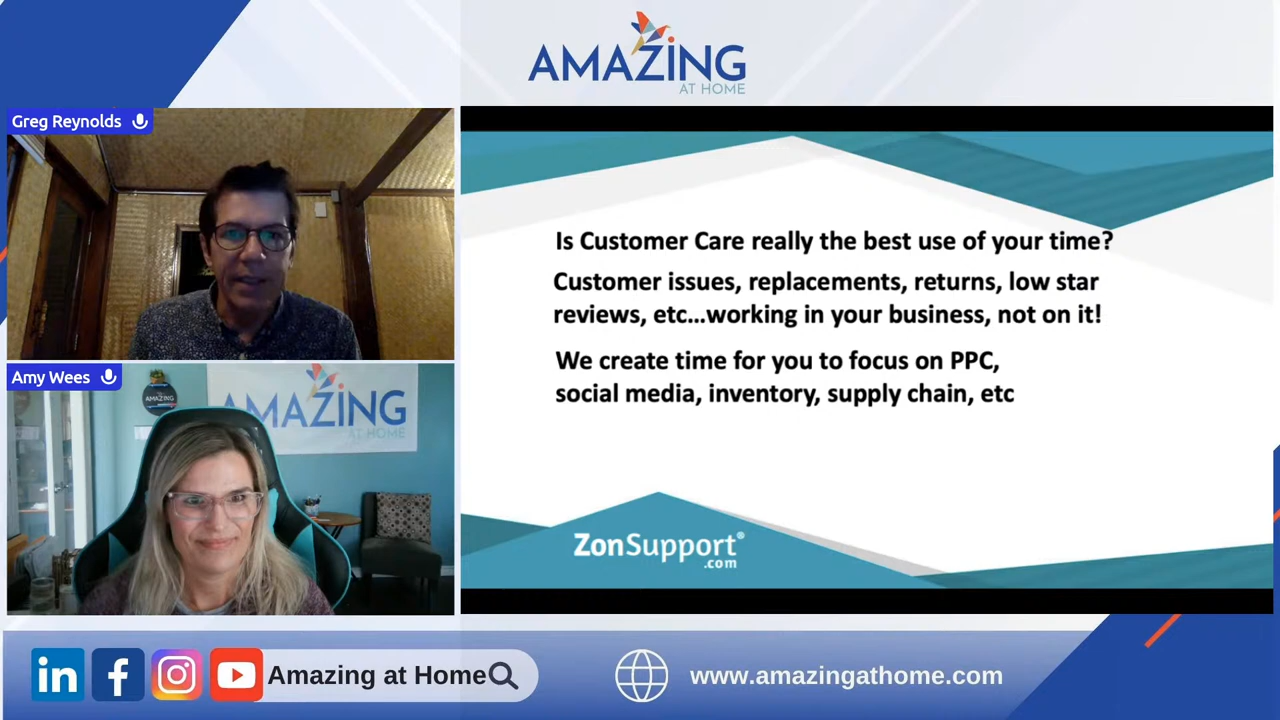 AMAZING
AT HOME
Greg Reynolds
Is Customer Care really the best use of your time?
Customer issues, replacements, returns, low star
reviews, etc...working in your business, not on it!
We create time for you to focus on PPC,
social media, inventory, supply chain, etc
ZonSupport®
.com
Amy Wees
AMAZING
AMAZING
AT HOME
in f Amazing at Home
www.amazingathome.com